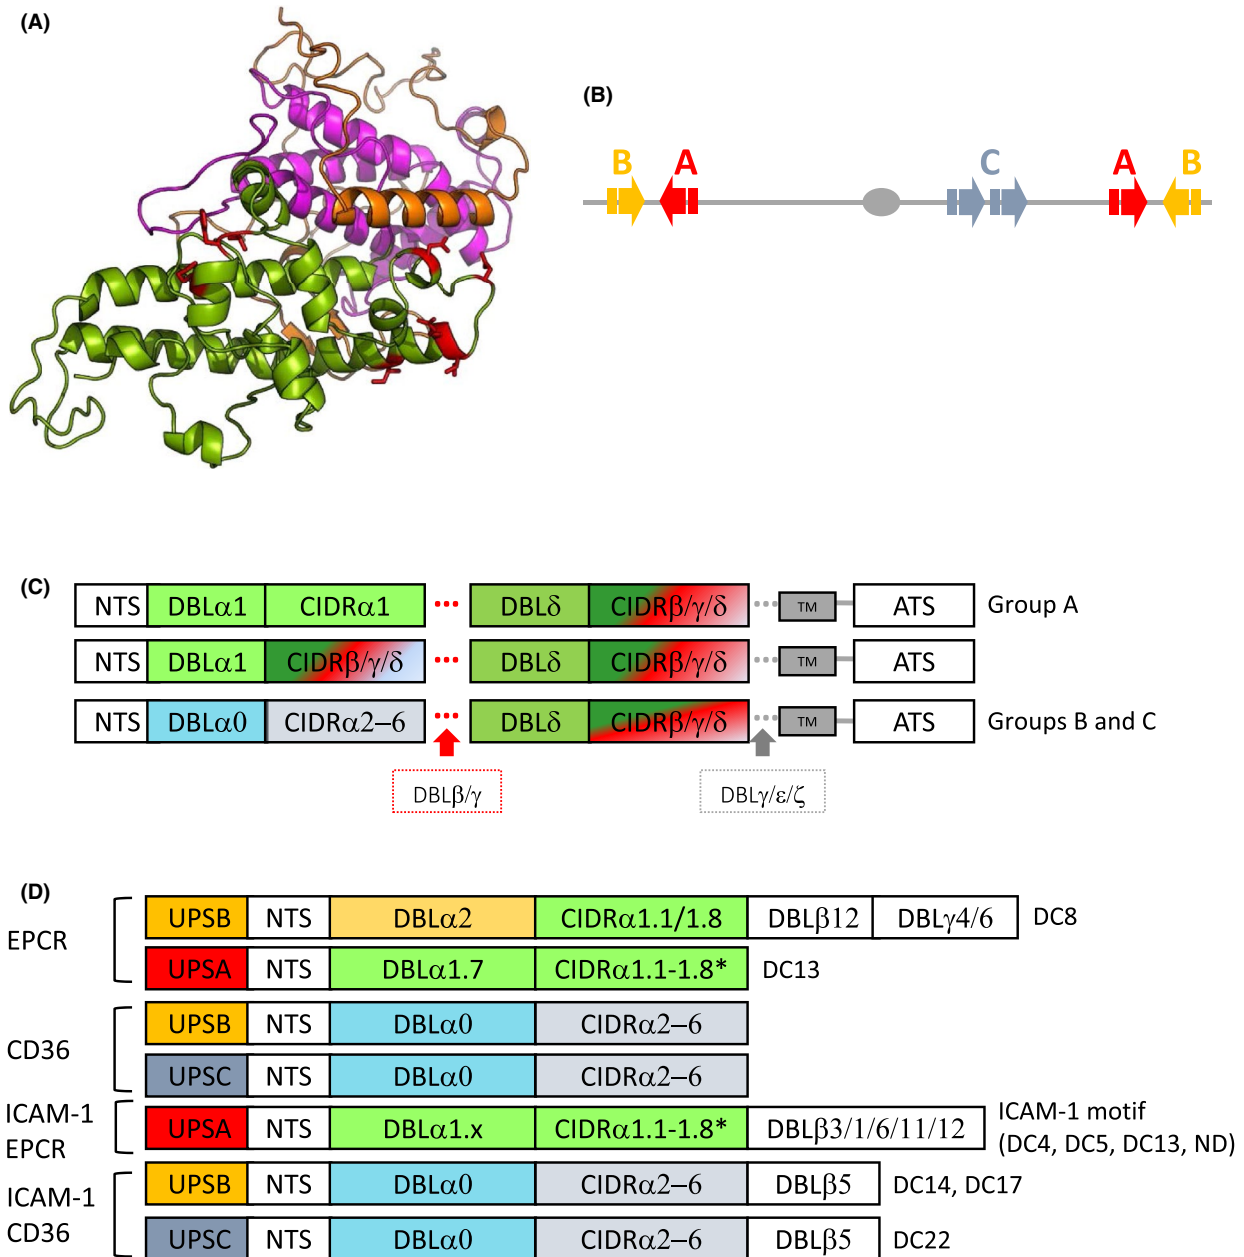 (A)
(B)
B A C A B
(C)
NTS DBLα1 CIDRα1 ... DBLδ CIDRβ/γ/δ ... TM ATS Group A
NTS DBLα1 CIDRβ/γ/δ ... DBLδ CIDRβ/γ/δ ... TM ATS
NTS DBLα0 CIDRα2–6 ... DBLδ CIDRβ/γ/δ ... TM ATS Groups B and C
DBLβ/γ DBLγ/ε/ζ
(D)
EPCR
UPSB NTS DBLα2 CIDRα1.1/1.8 DBLβ12 DBLγ4/6 DC8
UPSA NTS DBLα1.7 CIDRα1.1-1.8* DC13
CD36
UPSB NTS DBLα0 CIDRα2–6
UPSC NTS DBLα0 CIDRα2–6
ICAM-1
EPCR
UPSA NTS DBLα1.x CIDRα1.1-1.8* DBLβ3/1/6/11/12
ICAM-1 motif
(DC4, DC5, DC13, ND)
ICAM-1
CD36
UPSB NTS DBLα0 CIDRα2–6 DBLβ5 DC14, DC17
UPSC NTS DBLα0 CIDRα2–6 DBLβ5 DC22